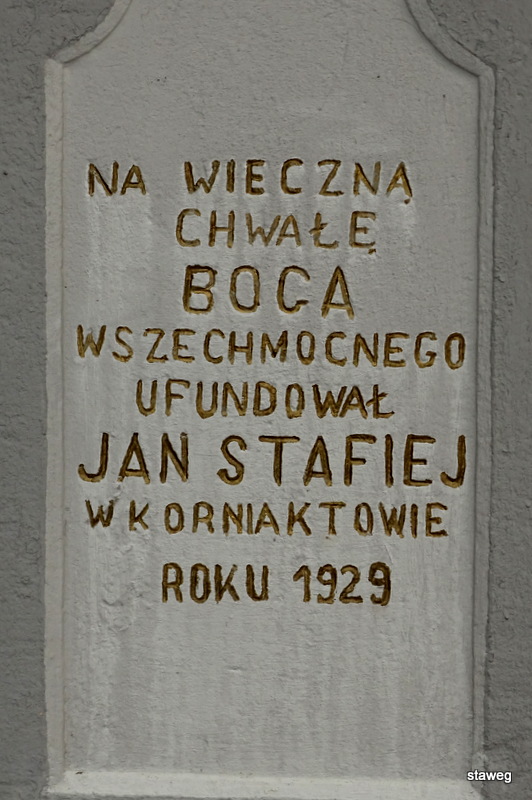 NA WIECZNĄ
CHWAŁĘ
BOGA
WSZECHMOCNEGO
UFUNDOWAŁ
JAN STAFIEJ
W KORNIAKTOWIE
ROKU 1929
staweg